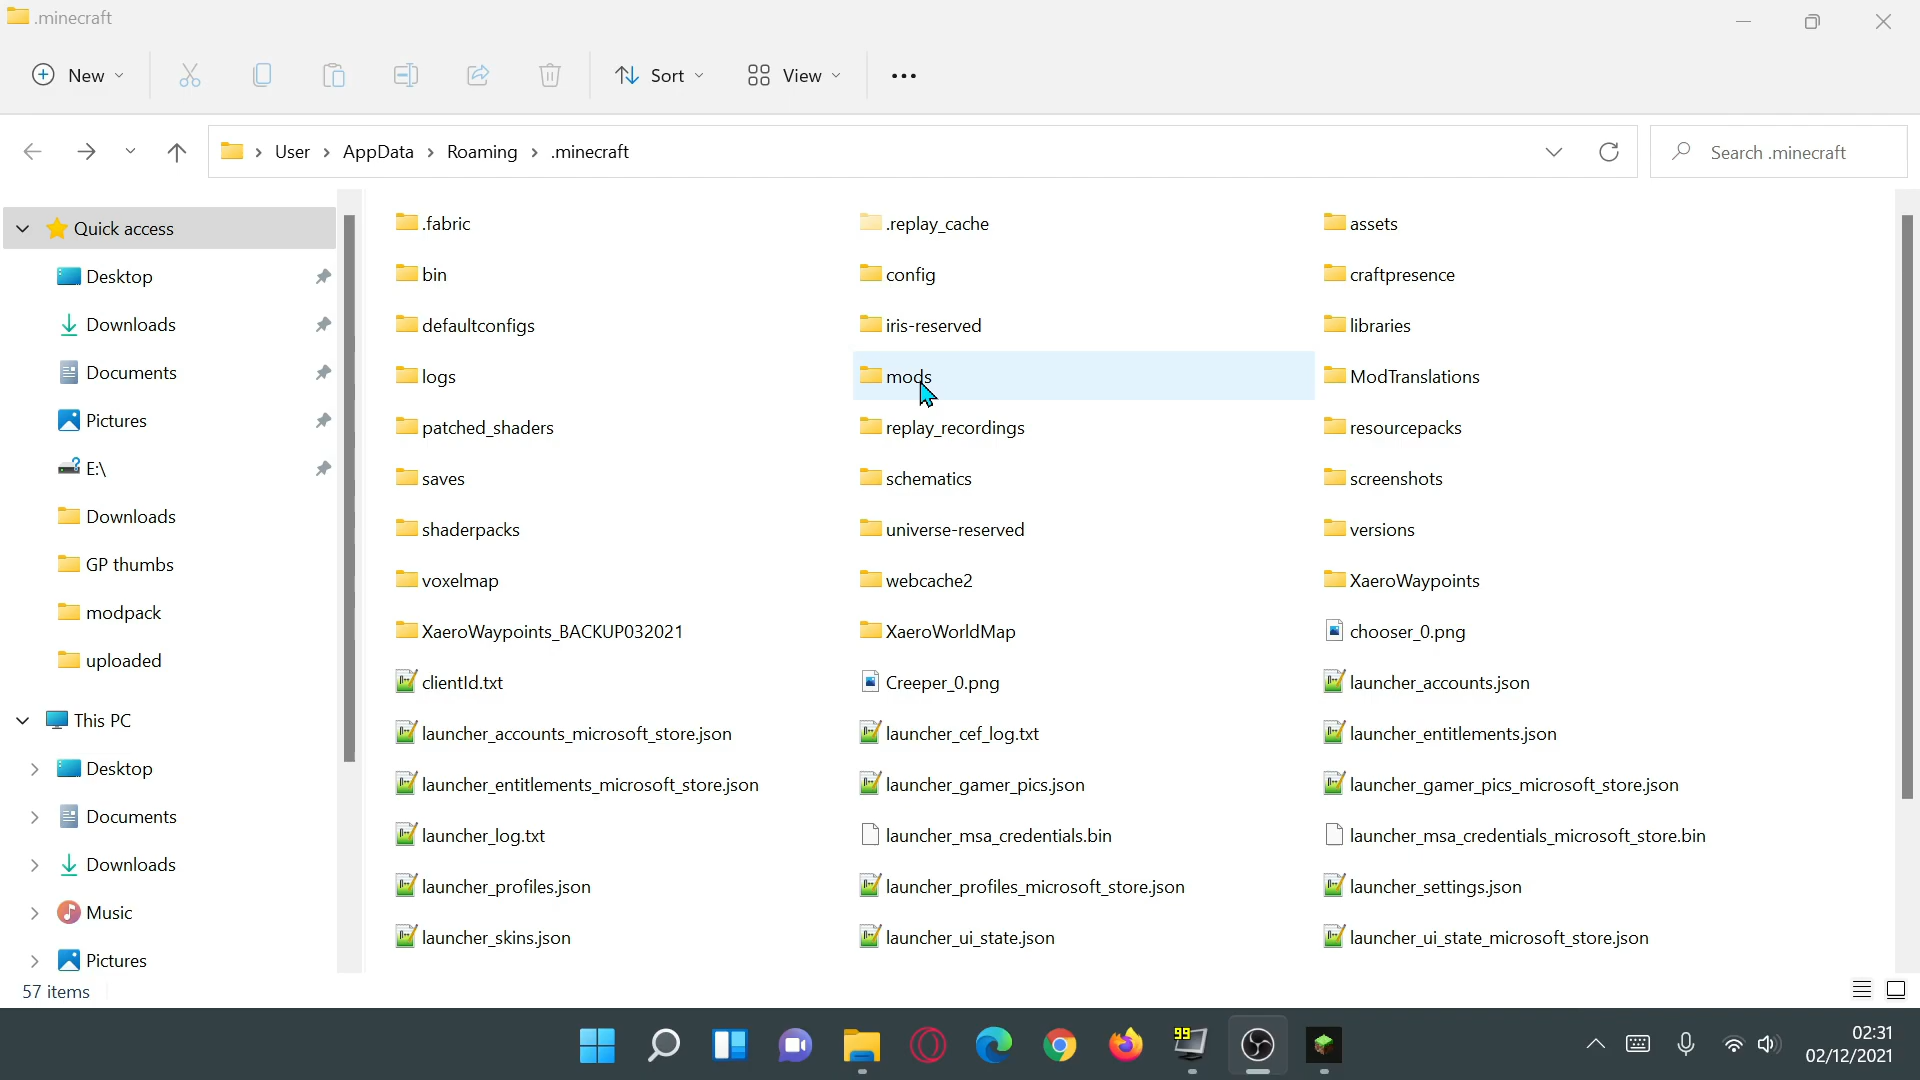 .minecraft
New
Sort
View
User > AppData > Roaming > .minecraft
Search .minecraft
Quick access
Desktop
Downloads
Documents
Pictures
E:\
Downloads
GP thumbs
modpack
uploaded
This PC
Desktop
Documents
Downloads
Music
Pictures
.fabric
.replay_cache
assets
bin
config
craftpresence
defaultconfigs
iris-reserved
libraries
logs
mods
ModTranslations
patched_shaders
replay_recordings
resourcepacks
saves
schematics
screenshots
shaderpacks
universe-reserved
versions
voxelmap
webcache2
XaeroWaypoints
XaeroWaypoints_BACKUP032021
XaeroWorldMap
chooser_0.png
clientId.txt
Creeper_0.png
launcher_accounts.json
launcher_accounts_microsoft_store.json
launcher_cef_log.txt
launcher_entitlements.json
launcher_entitlements_microsoft_store.json
launcher_gamer_pics.json
launcher_gamer_pics_microsoft_store.json
launcher_log.txt
launcher_msa_credentials.bin
launcher_msa_credentials_microsoft_store.bin
launcher_profiles.json
launcher_profiles_microsoft_store.json
launcher_settings.json
launcher_skins.json
launcher_ui_state.json
launcher_ui_state_microsoft_store.json
57 items
99
02:31
02/12/2021